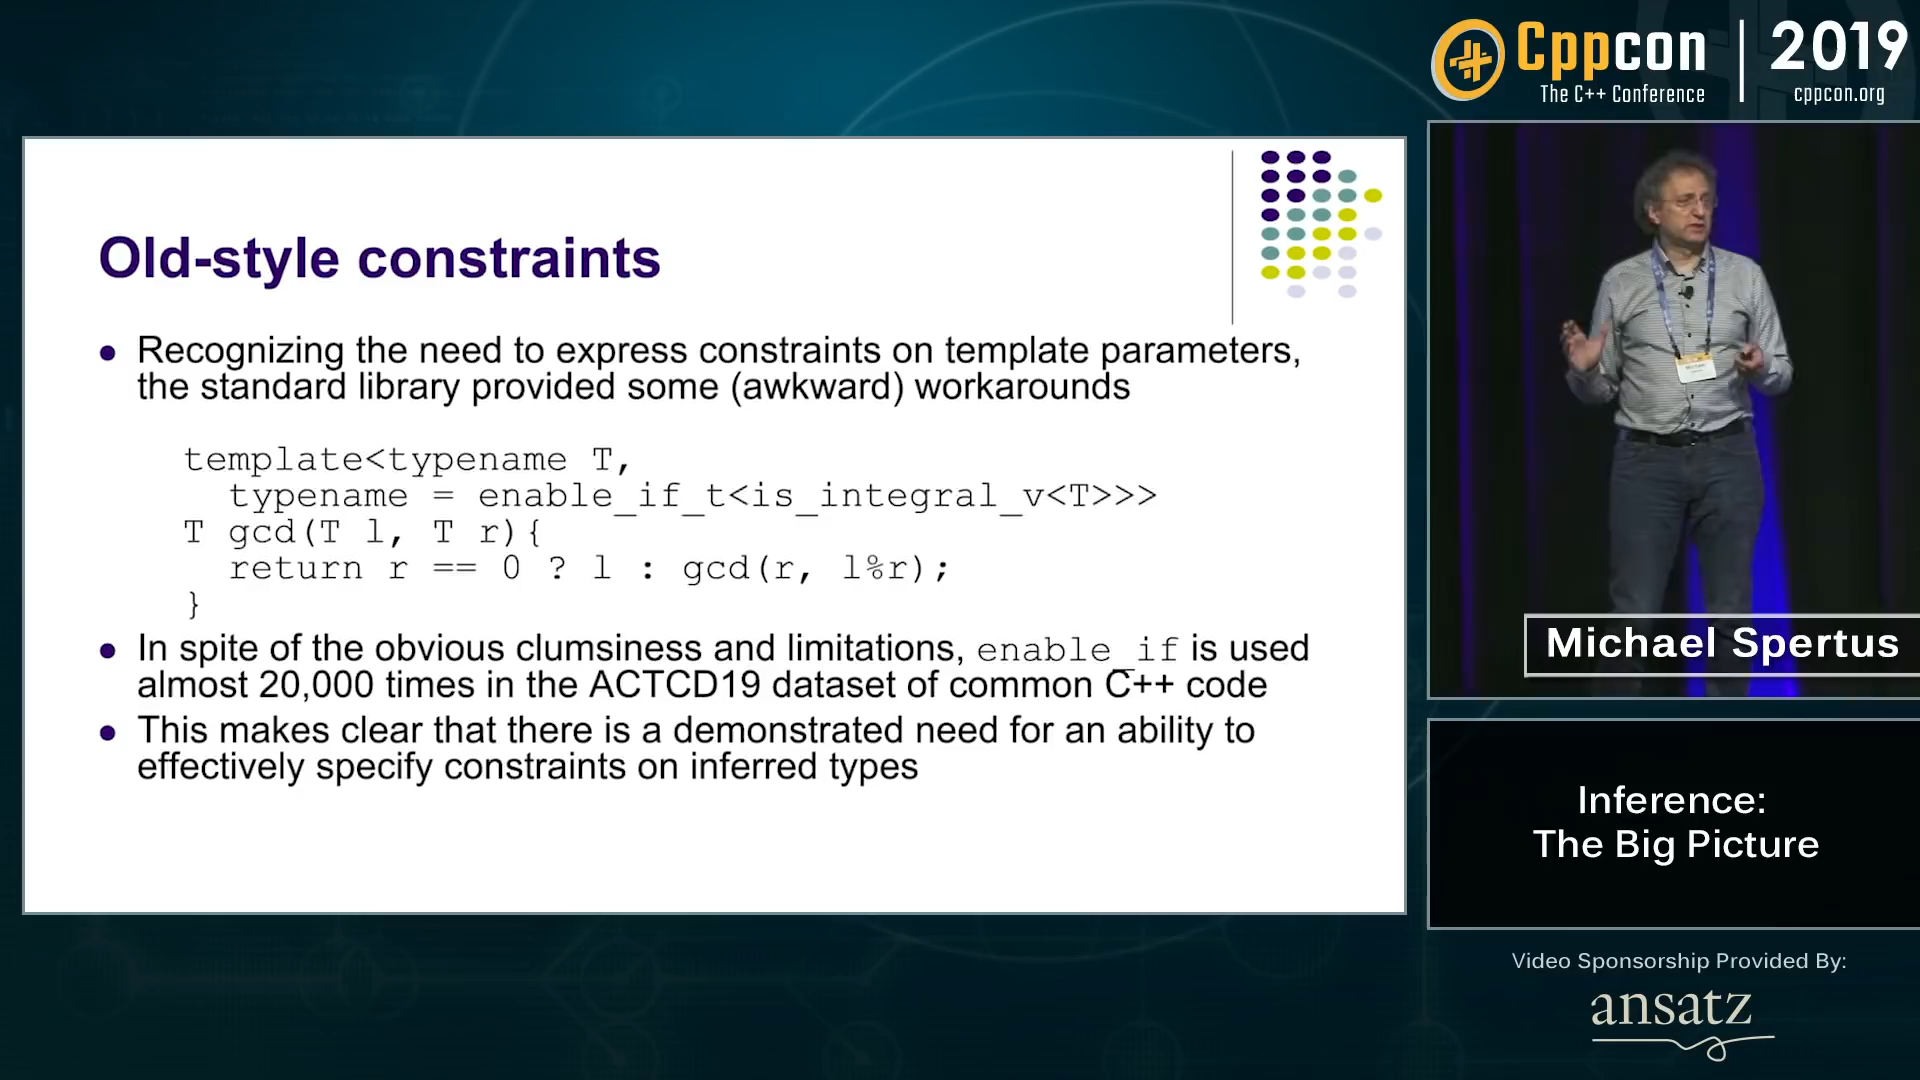 Cppcon
The C++ Conference
2019
cppcon.org
Old-style constraints
Recognizing the need to express constraints on template parameters,
the standard library provided some (awkward) workarounds
template<typename T,
typename = enable_if_t<is_integral_v<T>>>
T gcd(T l, T r){
return r == 0 ? l : gcd(r, l%r);
}
In spite of the obvious clumsiness and limitations, enable_if is used
almost 20,000 times in the ACTCD19 dataset of common C++ code
This makes clear that there is a demonstrated need for an ability to
effectively specify constraints on inferred types
Michael Spertus
Inference:
The Big Picture
Video Sponsorship Provided By:
ansatz